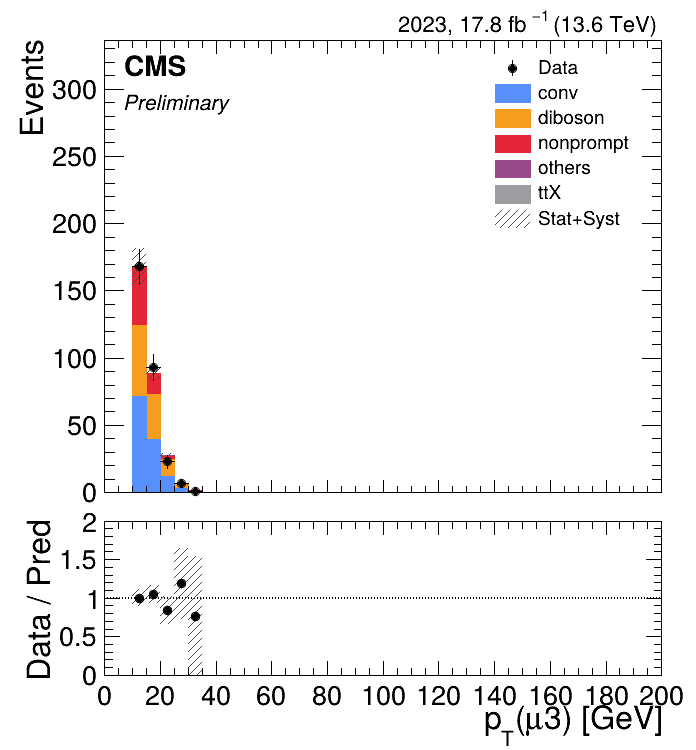 2023, 17.8 fb⁻¹ (13.6 TeV)
CMS
Preliminary
Events
300
250
200
150
100
50
0
Data
conv
diboson
nonprompt
others
ttX
Stat+Syst
Data / Pred
2
1.5
1
0.5
0
0 20 40 60 80 100 120 140 160 180 200
p_T(μ3) [GeV]